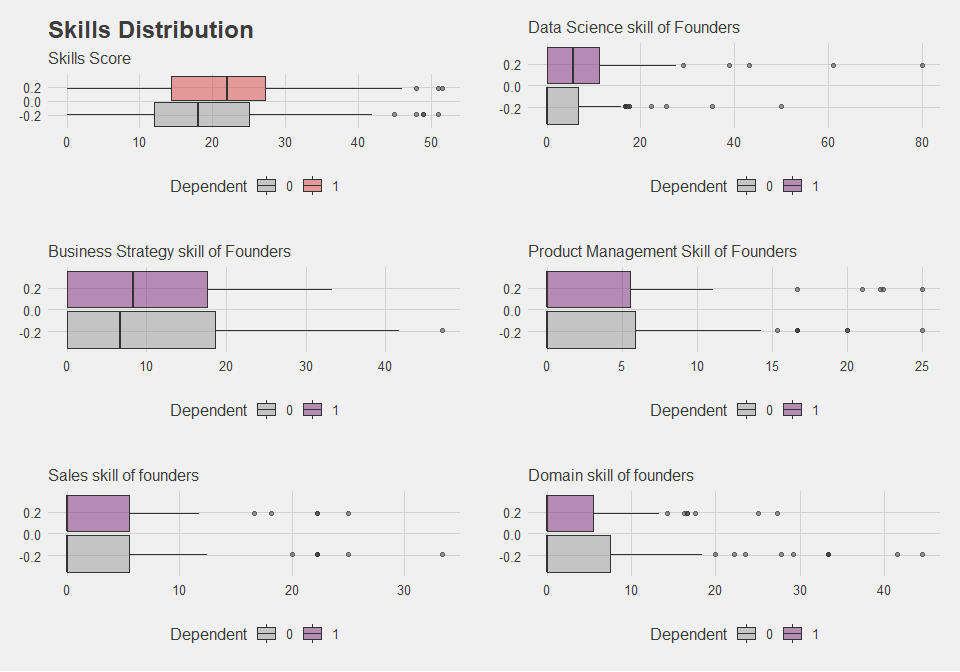 Skills Distribution
Skills Score
0.2
0.0
-0.2
0 10 20 30 40 50
Dependent 0 1
Data Science skill of Founders
0.2
0.0
-0.2
0 20 40 60 80
Dependent 0 1
Business Strategy skill of Founders
0.2
0.0
-0.2
0 10 20 30 40
Dependent 0 1
Product Management Skill of Founders
0.2
0.0
-0.2
0 5 10 15 20 25
Dependent 0 1
Sales skill of founders
0.2
0.0
-0.2
0 10 20 30
Dependent 0 1
Domain skill of founders
0.2
0.0
-0.2
0 10 20 30 40
Dependent 0 1